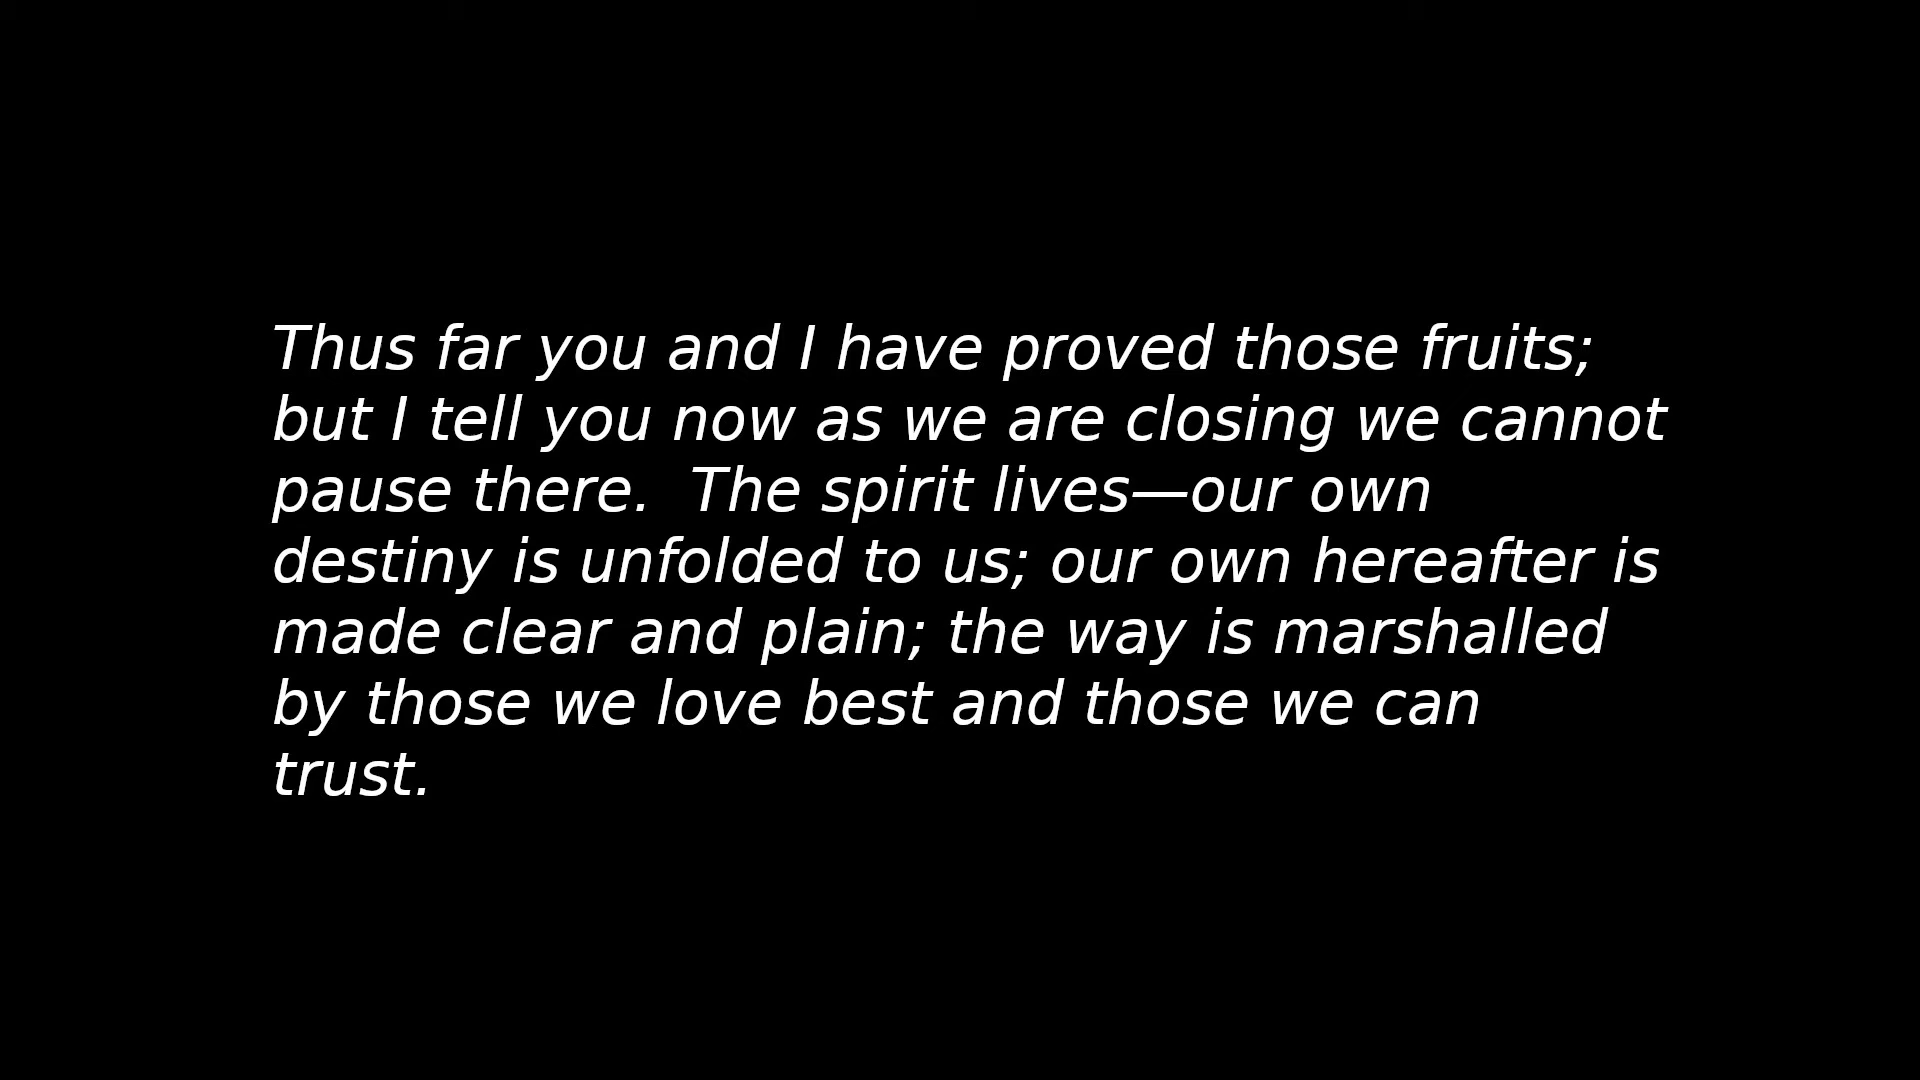 Thus far you and I have proved those fruits;
but I tell you now as we are closing we cannot
pause there.  The spirit lives—our own
destiny is unfolded to us; our own hereafter is
made clear and plain; the way is marshalled
by those we love best and those we can
trust.